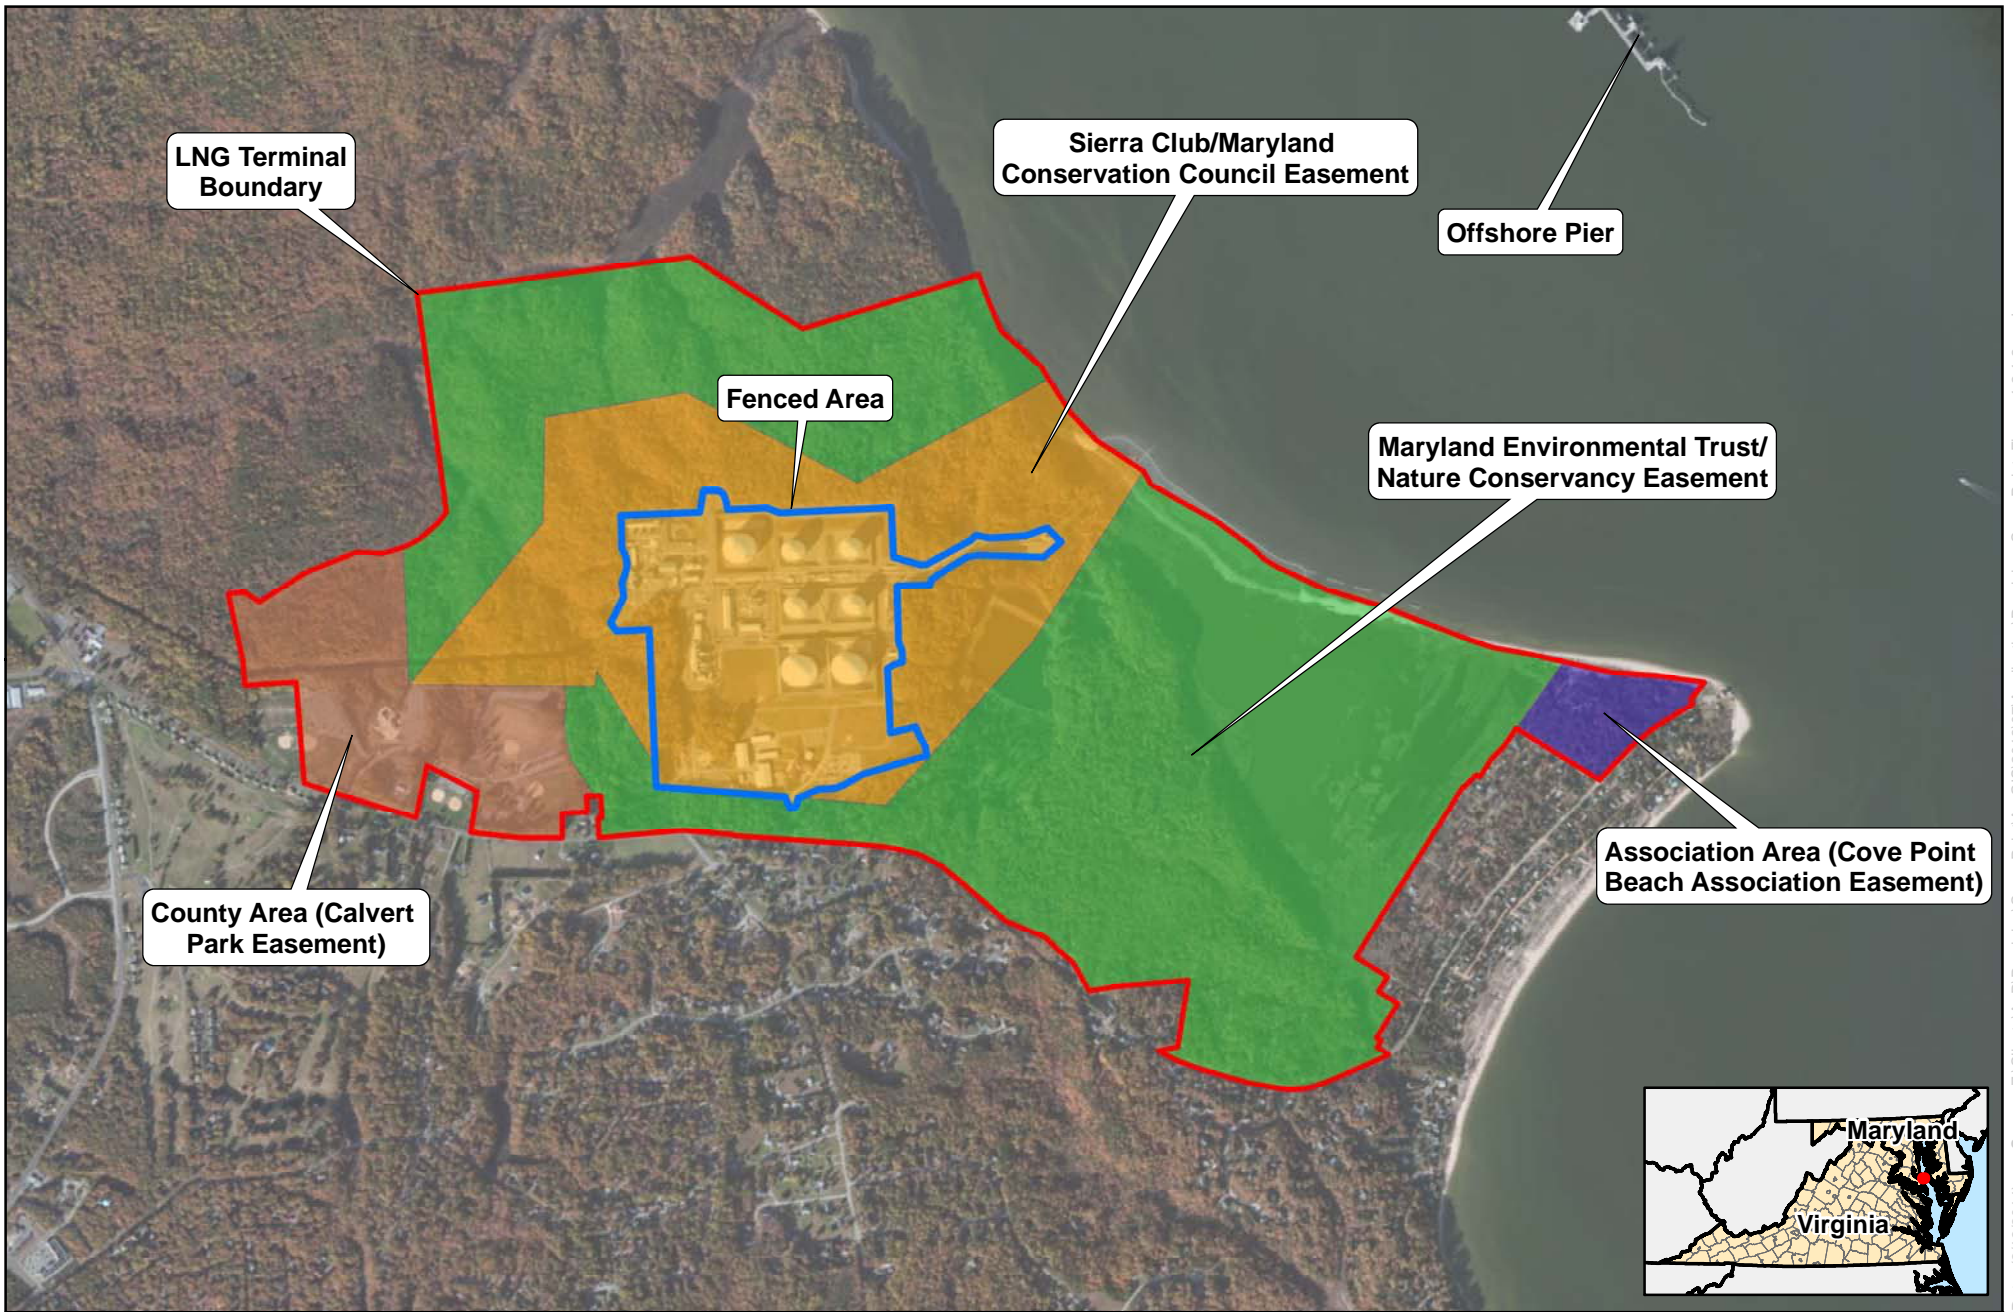 LNG Terminal
Boundary
Sierra Club/Maryland
Conservation Council Easement
Offshore Pier
Fenced Area
Maryland Environmental Trust/
Nature Conservancy Easement
Association Area (Cove Point
Beach Association Easement)
County Area (Calvert
Park Easement)
Maryland
Virginia